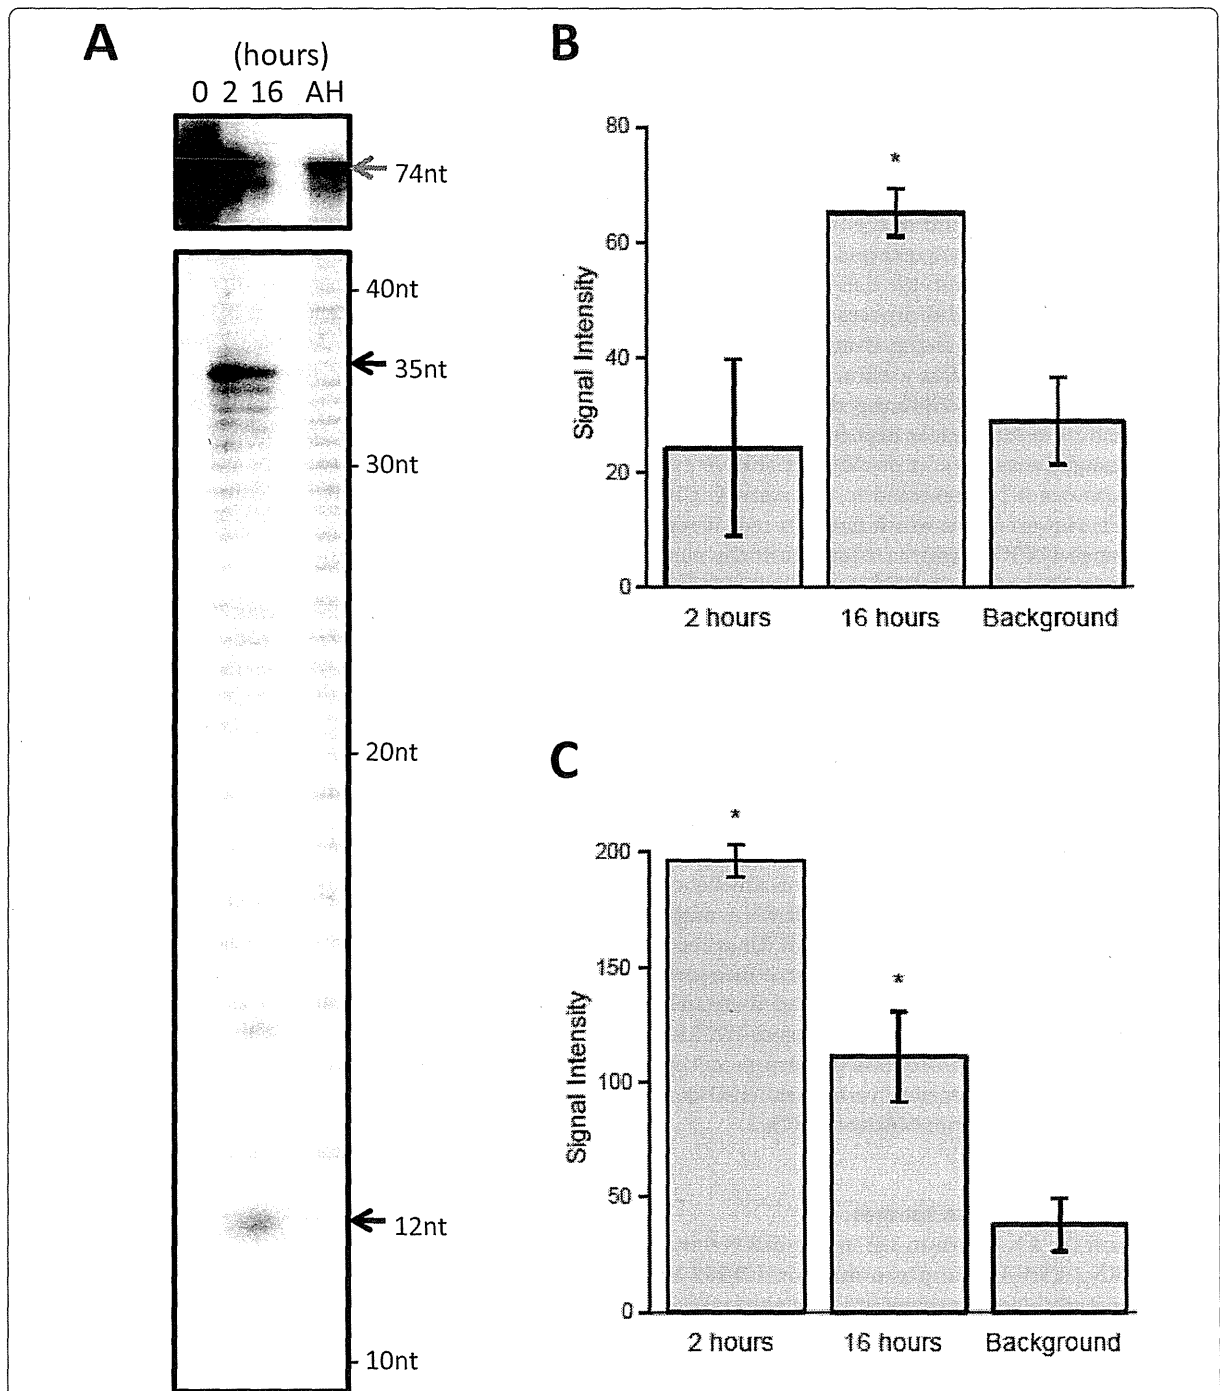 A
(hours)
0 2 16 AH
74nt
40nt
35nt
30nt
20nt
12nt
10nt
B
80
*
60
Signal Intensity
40
20
0
2 hours 16 hours Background
C
*
200
150
*
Signal Intensity
100
50
0
2 hours 16 hours Background